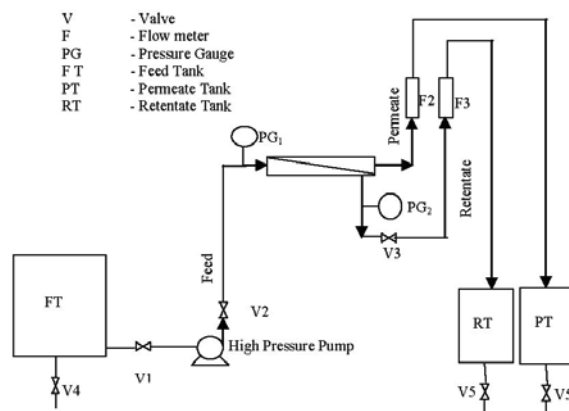 V - Valve
F - Flow meter
PG - Pressure Gauge
F T - Feed Tank
PT - Permeate Tank
RT - Retentate Tank
PG1
Permeate
F2
F3
PG2
Retentate
V3
Feed
FT
V2
RT
PT
High Pressure Pump
V1
V4
V5
V5